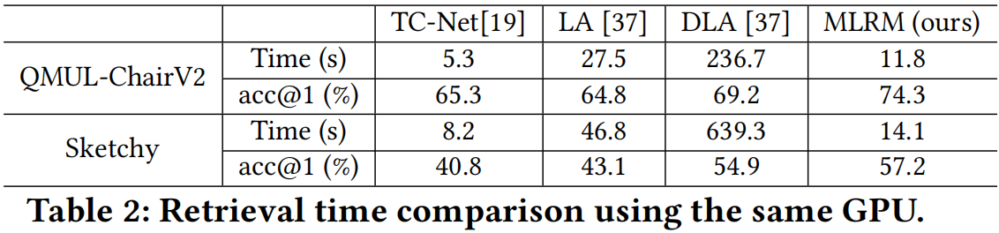 TC-Net[19] LA [37] DLA [37] MLRM (ours)
QMUL-ChairV2 Time (s) 5.3 27.5 236.7 11.8
acc@1 (%) 65.3 64.8 69.2 74.3
Sketchy Time (s) 8.2 46.8 639.3 14.1
acc@1 (%) 40.8 43.1 54.9 57.2
Table 2: Retrieval time comparison using the same GPU.